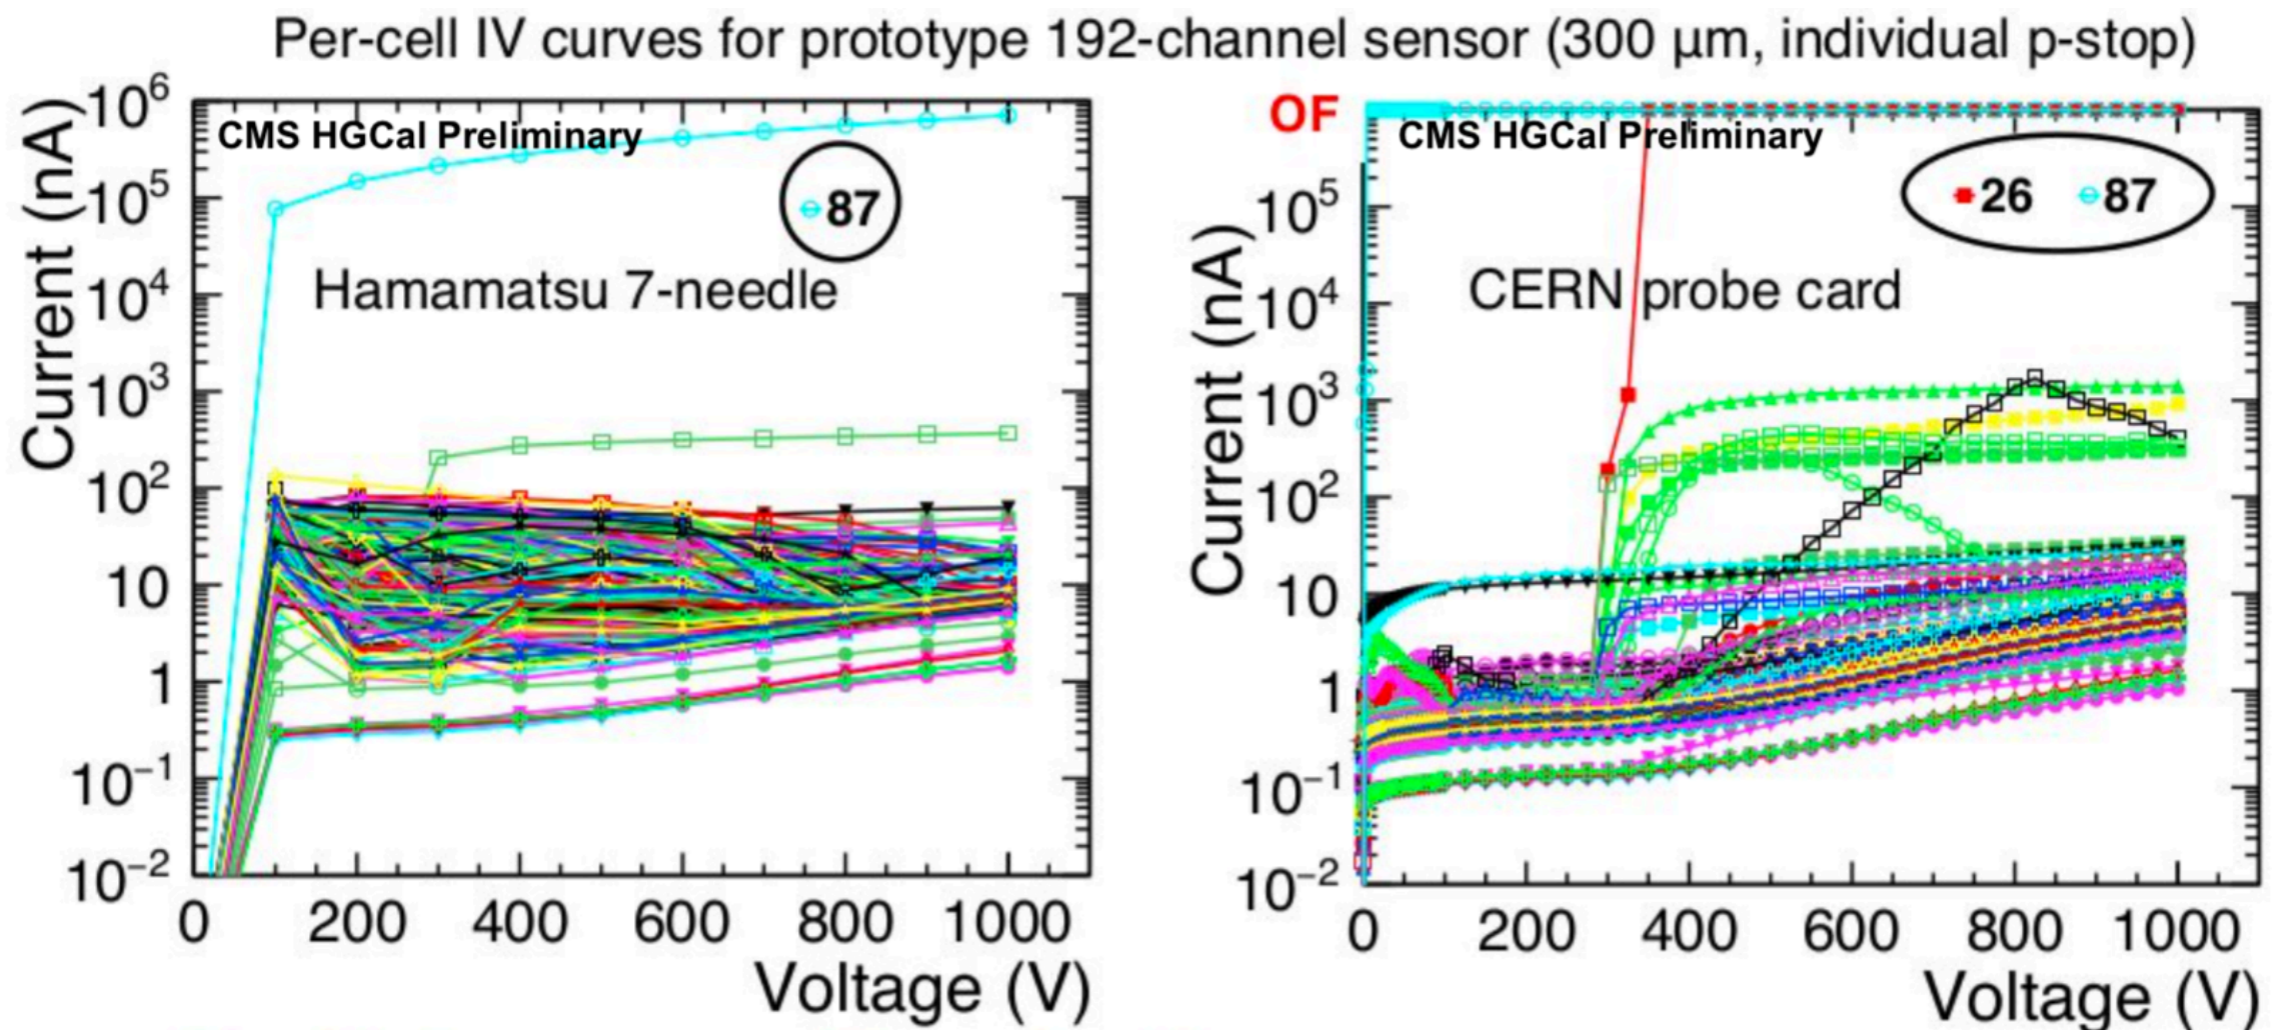 Per-cell IV curves for prototype 192-channel sensor (300 µm, individual p-stop)
Current (nA)
10⁶
10⁵
10⁴
10³
10²
10
1
10⁻¹
10⁻²
CMS HGCal Preliminary
87
Hamamatsu 7-needle
0 200 400 600 800 1000
Voltage (V)
Current (nA)
OF
10⁵
10⁴
10³
10²
10
1
10⁻¹
10⁻²
CMS HGCal Preliminary
26 87
CERN probe card
0 200 400 600 800 1000
Voltage (V)